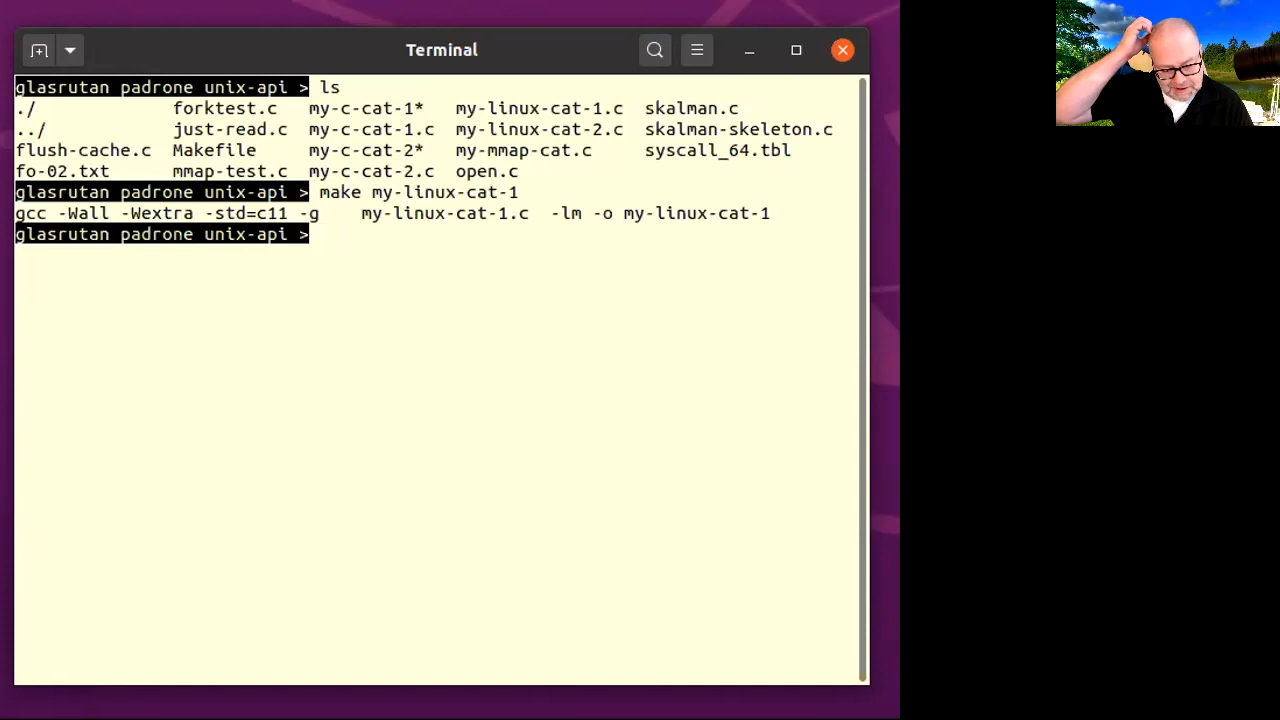 Terminal
glasrutan padrone unix-api > ls
./ forktest.c my-c-cat-1* my-linux-cat-1.c skalman.c
../ just-read.c my-c-cat-1.c my-linux-cat-2.c skalman-skeleton.c
flush-cache.c Makefile my-c-cat-2* my-mmap-cat.c syscall_64.tbl
fo-02.txt mmap-test.c my-c-cat-2.c open.c
glasrutan padrone unix-api > make my-linux-cat-1
gcc -Wall -Wextra -std=c11 -g my-linux-cat-1.c -lm -o my-linux-cat-1
glasrutan padrone unix-api >